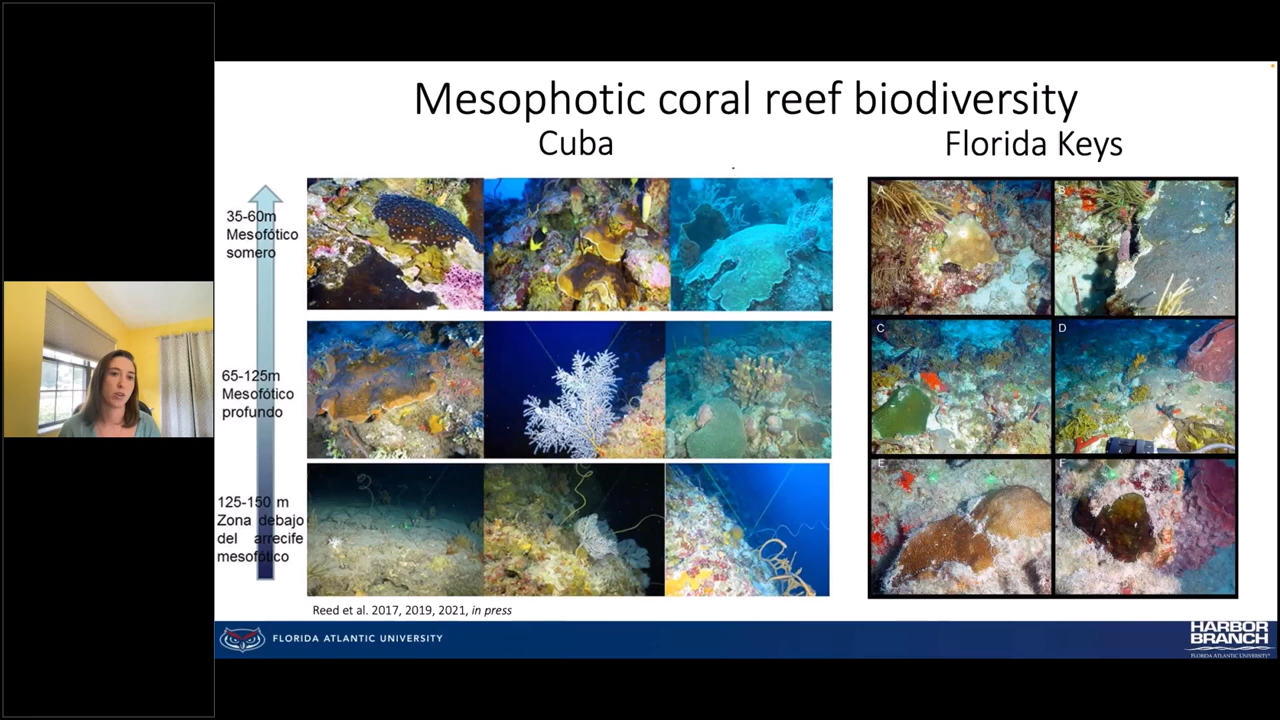 Mesophotic coral reef biodiversity
Cuba
Florida Keys
35-60m
Mesofótico
somero
65-125m
Mesofótico
profundo
125-150 m
Zona debajo
del arrecife
mesofótico
A
B
C
D
E
F
Reed et al. 2017, 2019, 2021, in press
FLORIDA ATLANTIC UNIVERSITY
HARBOR
BRANCH
FLORIDA ATLANTIC UNIVERSITY